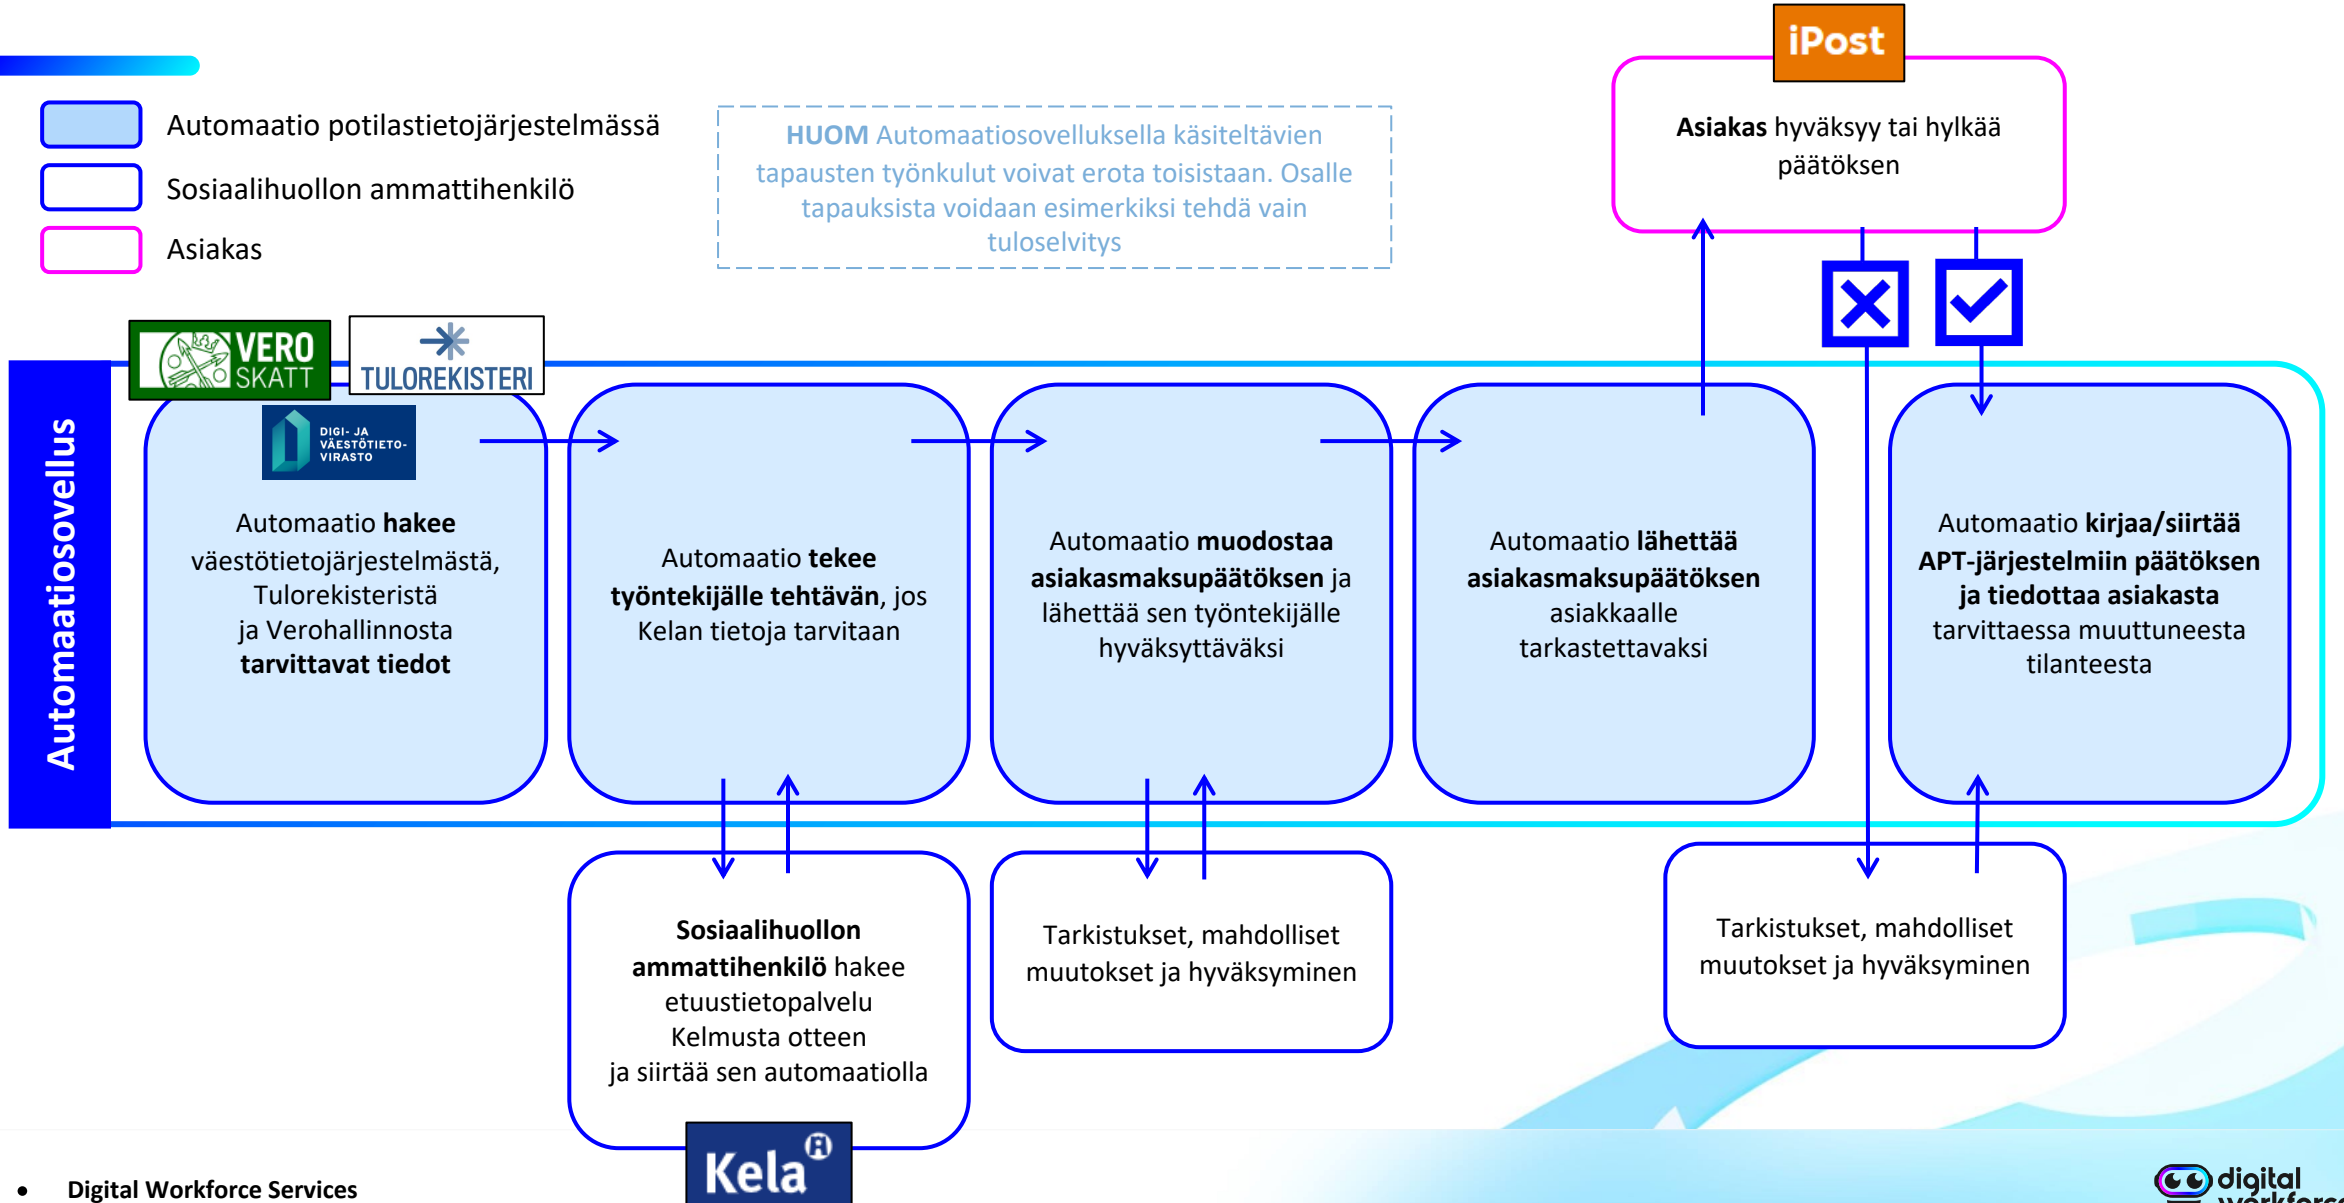 iPost
Asiakas hyväksyy tai hylkää
päätöksen
Automaatio potilastietojärjestelmässä
Sosiaalihuollon ammattihenkilö
Asiakas
HUOM Automaatiosovelluksella käsiteltävien
tapausten työnkulut voivat erota toisistaan. Osalle
tapauksista voidaan esimerkiksi tehdä vain
tuloselvitys
VERO
SKATT
TULOREKISTERI
DIGI- JA
VÄESTÖTIETO-
VIRASTO
Automaatiosovellus
Automaatio hakee
väestötietojärjestelmästä,
Tulorekisteristä
ja Verohallinnosta
tarvittavat tiedot
Automaatio tekee
työntekijälle tehtävän, jos
Kelan tietoja tarvitaan
Automaatio muodostaa
asiakasmaksupäätöksen ja
lähettää sen työntekijälle
hyväksyttäväksi
Automaatio lähettää
asiakasmaksupäätöksen
asiakkaalle
tarkastettavaksi
Automaatio kirjaa/siirtää
APT-järjestelmiin päätöksen
ja tiedottaa asiakasta
tarvittaessa muuttuneesta
tilanteesta
Sosiaalihuollon
ammattihenkilö hakee
etuustietopalvelu
Kelmusta otteen
ja siirtää sen automaatiolla
Kela
Tarkistukset, mahdolliset
muutokset ja hyväksyminen
Tarkistukset, mahdolliset
muutokset ja hyväksyminen
• Digital Workforce Services
digital
workforce